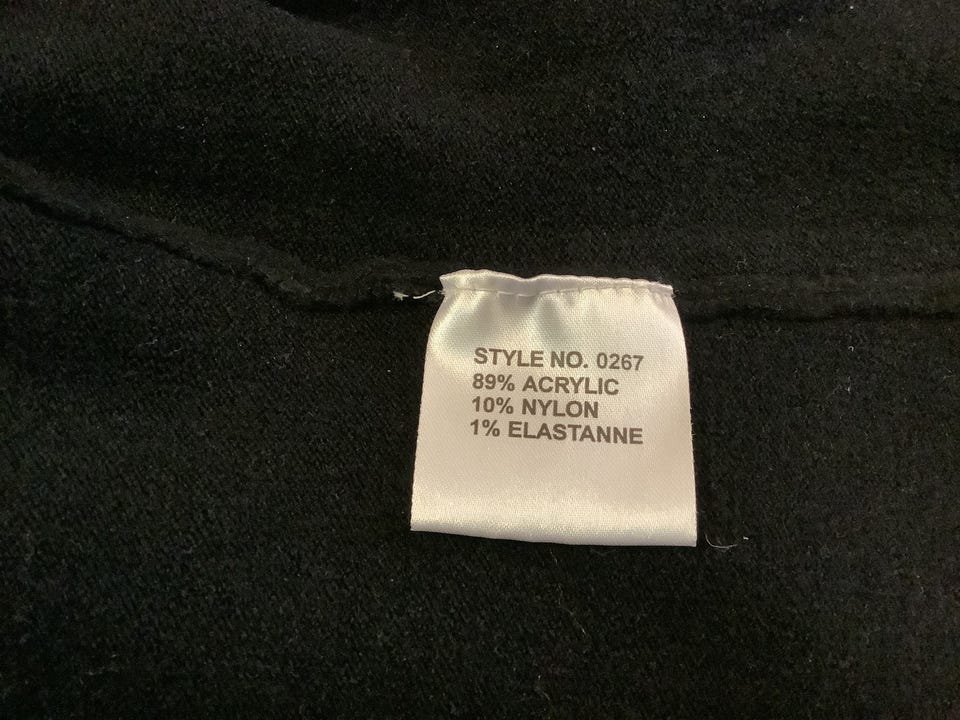 STYLE NO. 0267
89% ACRYLIC
10% NYLON
1% ELASTANNE